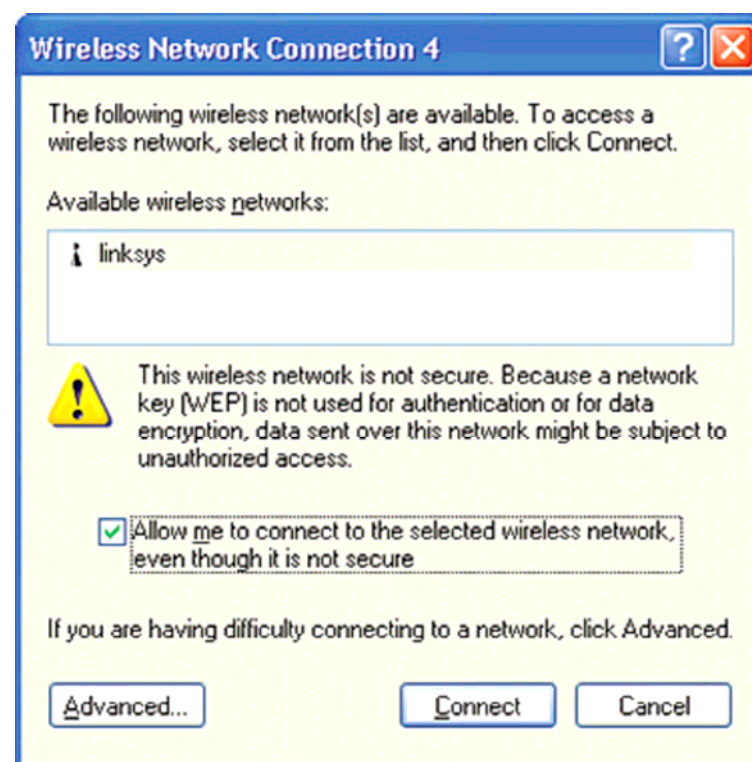 Wireless Network Connection 4
The following wireless network(s) are available. To access a
wireless network, select it from the list, and then click Connect.
Available wireless networks:
linksys
This wireless network is not secure. Because a network
key (WEP) is not used for authentication or for data
encryption, data sent over this network might be subject to
unauthorized access.
Allow me to connect to the selected wireless network,
even though it is not secure
If you are having difficulty connecting to a network, click Advanced.
Advanced... Connect Cancel